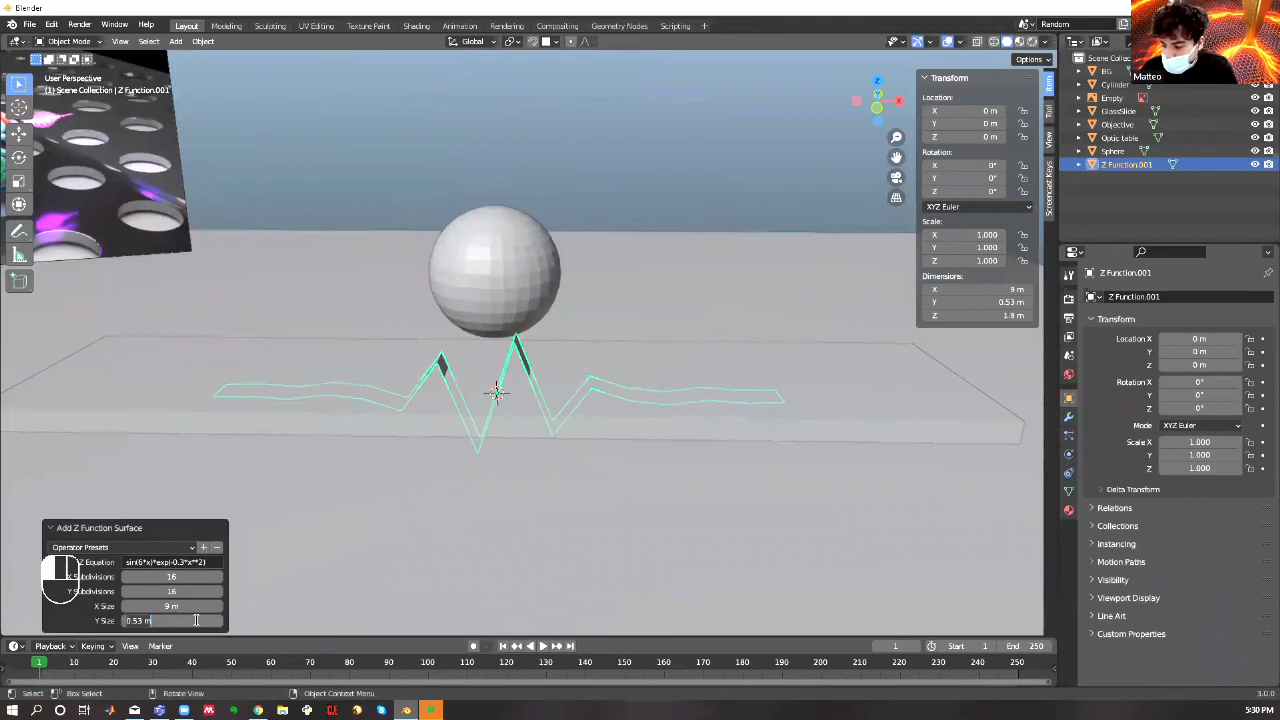 Blender
File Edit Render Window Help Layout Modeling Sculpting UV Editing Texture Paint Shading Animation Rendering Compositing Geometry Nodes Scripting + Random
Object Mode View Select Add Object Global Options
Matteo
User Perspective
(1) Scene Collection | Z Function.001
Transform
Location:
X 0 m
Y 0 m
Z 0 m
Rotation:
X 0°
Y 0°
Z 0°
XYZ Euler
Scale:
X 1.000
Y 1.000
Z 1.000
Dimensions:
X 9 m
Y 0.53 m
Z 1.9 m
Item
Tool
View
Screencast Keys
Scene Collection
BG
Cylinder
Empty
GlassSlide
Objective
Optic table
Sphere
Z Function.001
Z Function.001
Z Function.001
Transform
Location X 0 m
Y 0 m
Z 0 m
Rotation X 0°
Y 0°
Z 0°
Mode XYZ Euler
Scale X 1.000
Y 1.000
Z 1.000
Delta Transform
Relations
Collections
Instancing
Motion Paths
Visibility
Viewport Display
Line Art
Custom Properties
Add Z Function Surface
Operator Presets
Z Equation sin(6*x)*exp(-0.3*x**2)
Subdivisions 16
Y Subdivisions 16
X Size 9 m
Y Size 0.53 m
Playback Keying View Marker 1 Start 1 End 250
1 10 20 30 40 50 60 70 80 90 100 110 120 130 140 150 160 170 180 190 200 210 220 230 240 250
Select Box Select Rotate View Object Context Menu 3.0.0
5:30 PM